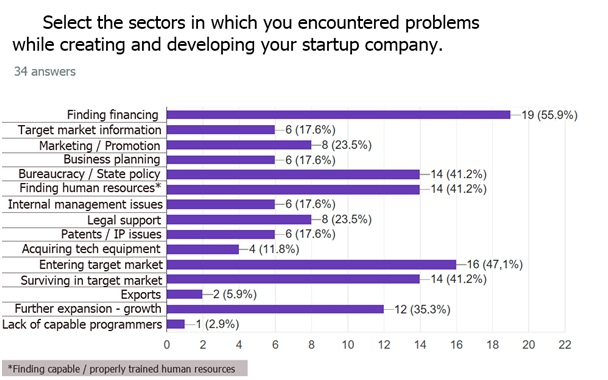 Select the sectors in which you encountered problems
while creating and developing your startup company.
34 answers
Finding financing 19 (55.9%)
Target market information 6 (17.6%)
Marketing / Promotion 8 (23.5%)
Business planning 6 (17.6%)
Bureaucracy / State policy 14 (41.2%)
Finding human resources* 14 (41.2%)
Internal management issues 6 (17.6%)
Legal support 8 (23.5%)
Patents / IP issues 6 (17.6%)
Acquiring tech equipment 4 (11.8%)
Entering target market 16 (47,1%)
Surviving in target market 14 (41.2%)
Exports 2 (5.9%)
Further expansion - growth 12 (35.3%)
Lack of capable programmers 1 (2.9%)
0 2 4 6 8 10 12 14 16 18 20 22
*Finding capable / properly trained human resources